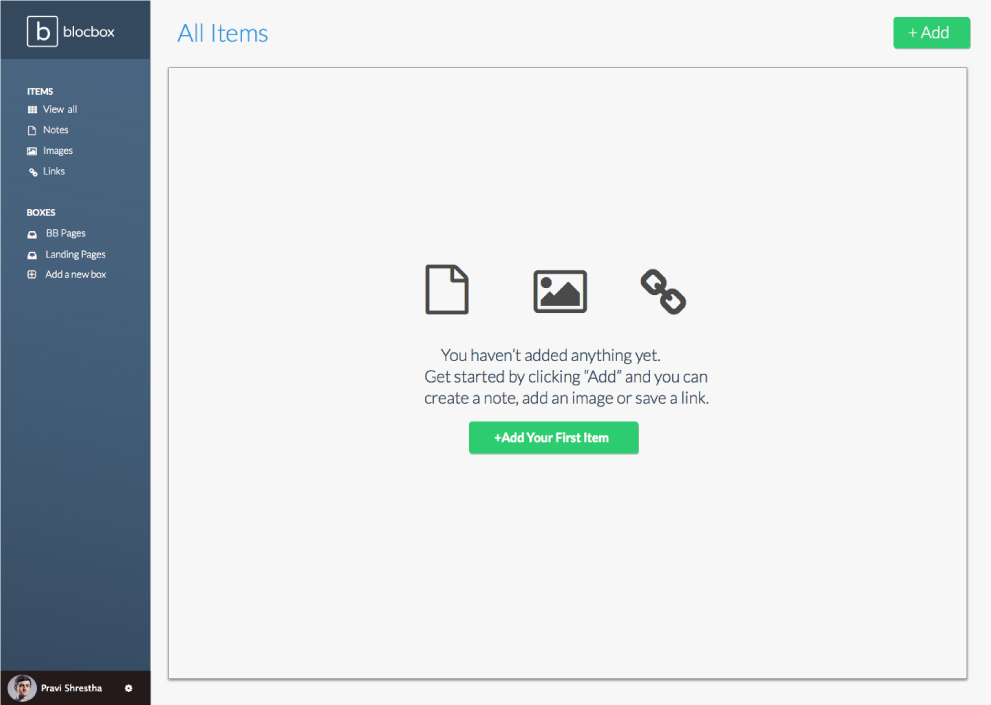 b blocbox
All Items
+ Add
ITEMS
View all
Notes
Images
Links
BOXES
BB Pages
Landing Pages
Add a new box
You haven’t added anything yet.
Get started by clicking “Add” and you can
create a note, add an image or save a link.
+Add Your First Item
Pravi Shrestha